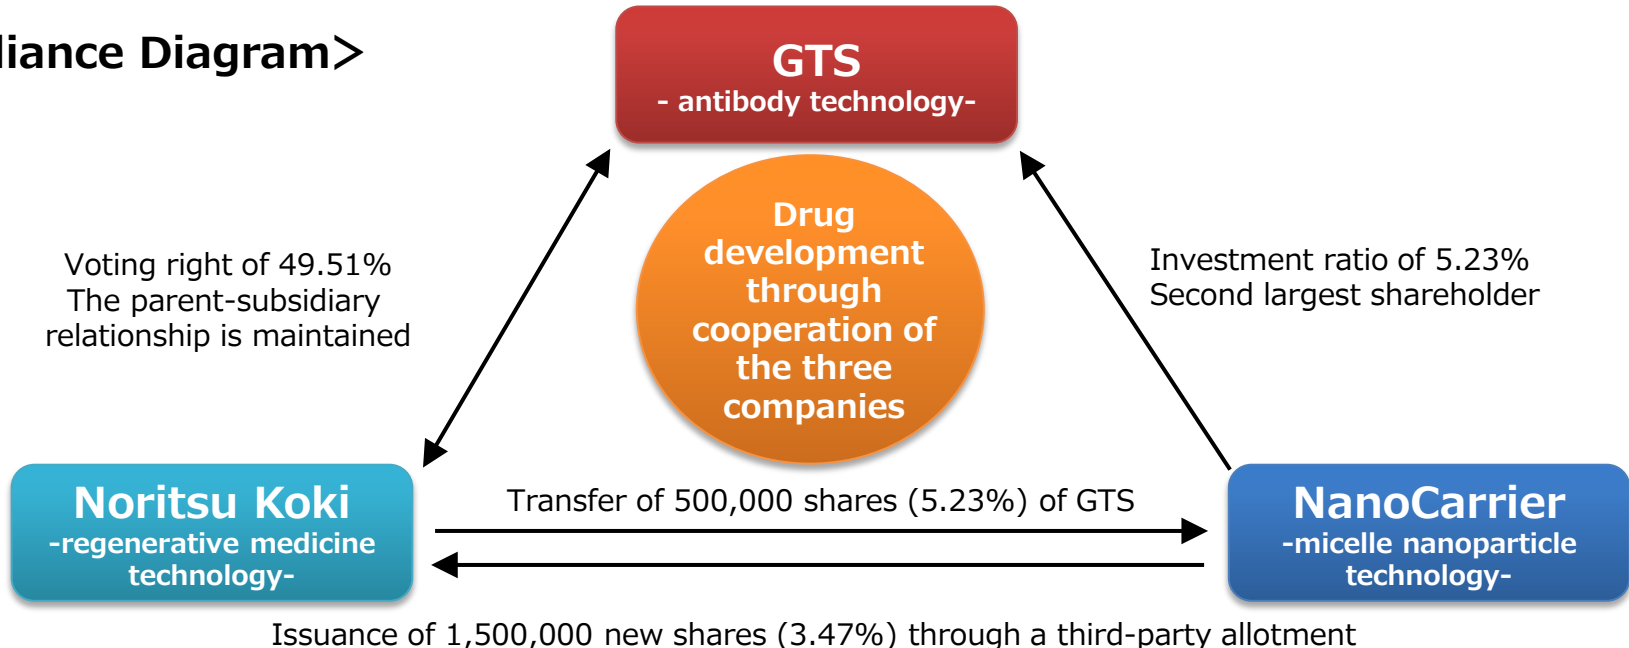 liance Diagram＞
GTS
- antibody technology-
Drug
development
through
cooperation of
the three
companies
Voting right of 49.51%
The parent-subsidiary
relationship is maintained
Investment ratio of 5.23%
Second largest shareholder
Noritsu Koki
-regenerative medicine
technology-
Transfer of 500,000 shares (5.23%) of GTS
NanoCarrier
-micelle nanoparticle
technology-
Issuance of 1,500,000 new shares (3.47%) through a third-party allotment